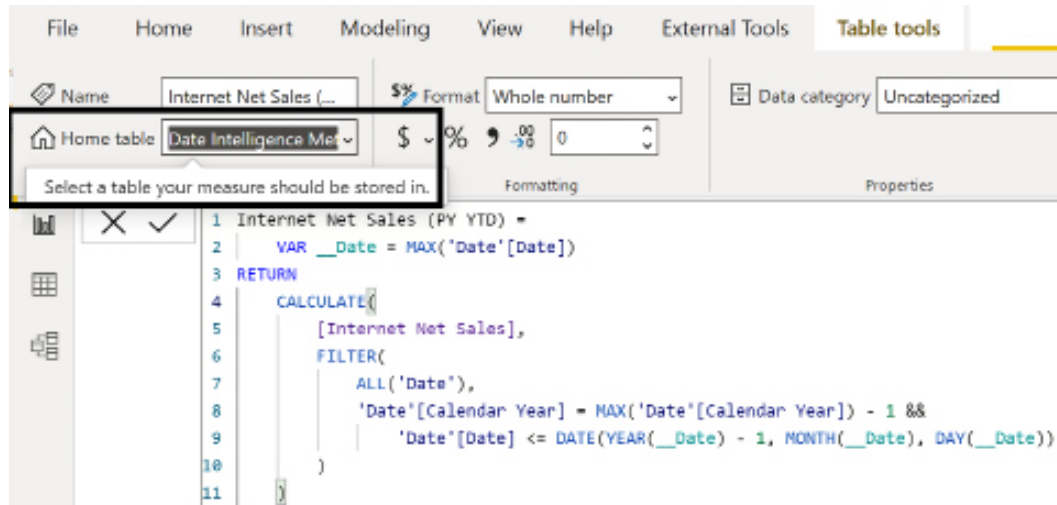 File Home Insert Modeling View Help External Tools Table tools
Name Internet Net Sales (... $% Format Whole number Data category Uncategorized
Home table Date Intelligence Me $ % 9 .00 0
Select a table your measure should be stored in. Formatting Properties
1 Internet Net Sales (PY YTD) =
2 VAR __Date = MAX('Date'[Date])
3 RETURN
4 CALCULATE(
5 [Internet Net Sales],
6 FILTER(
7 ALL('Date'),
8 'Date'[Calendar Year] = MAX('Date'[Calendar Year]) - 1 &&
9 'Date'[Date] <= DATE(YEAR(__Date) - 1, MONTH(__Date), DAY(__Date))
10 )
11 )